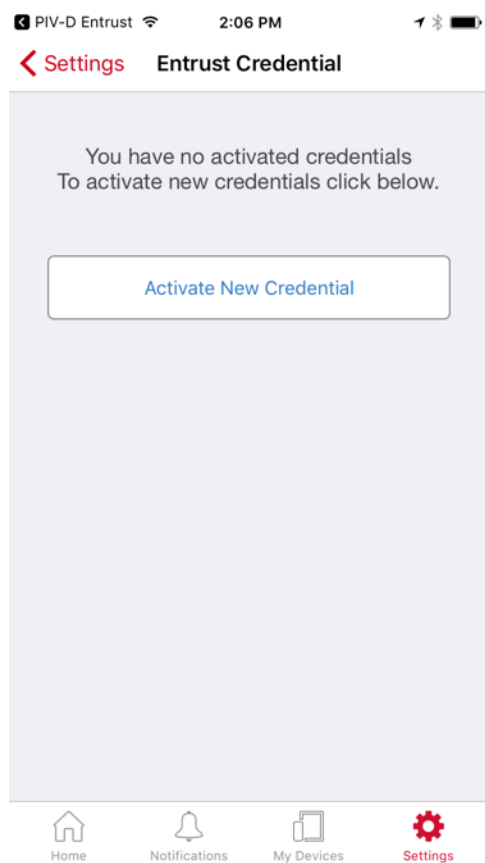 PIV-D Entrust 2:06 PM
Settings Entrust Credential
You have no activated credentials
To activate new credentials click below.
Activate New Credential
Home Notifications My Devices Settings